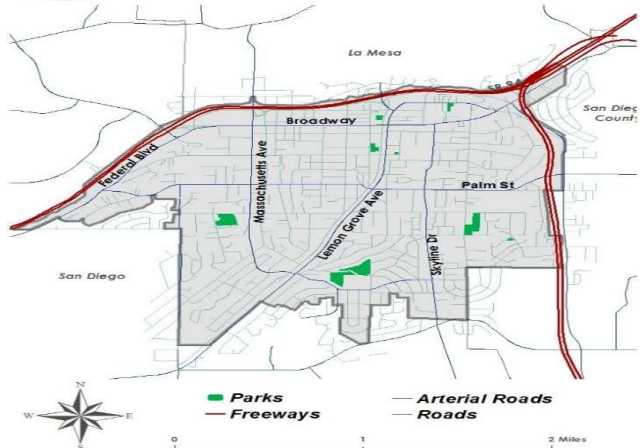 La Mesa
SR 94
San Dieg
County
Broadway
Federal Blvd
Massachusetts Ave
Palm St
Lemon Grove Ave
Skyline Dr
San Diego
N
W
E
S
Parks
Arterial Roads
Freeways
Roads
0
1
2 Miles